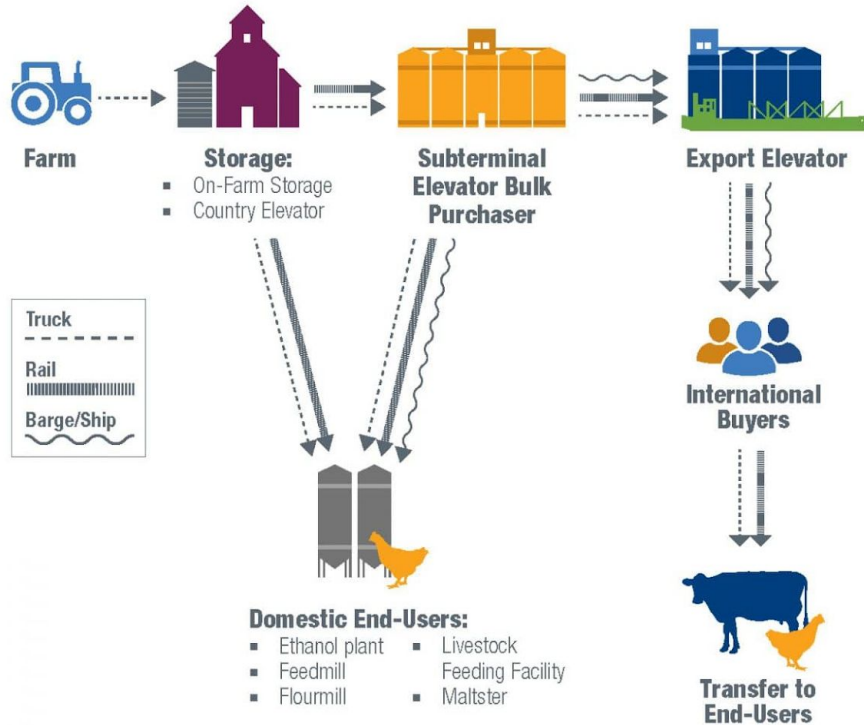 Farm
Storage:
▪ On-Farm Storage
▪ Country Elevator
Subterminal
Elevator Bulk
Purchaser
Export Elevator
Truck
Rail
Barge/Ship
International
Buyers
Domestic End-Users:
▪ Ethanol plant
▪ Feedmill
▪ Flourmill
▪ Livestock
Feeding Facility
▪ Maltster
Transfer to
End-Users